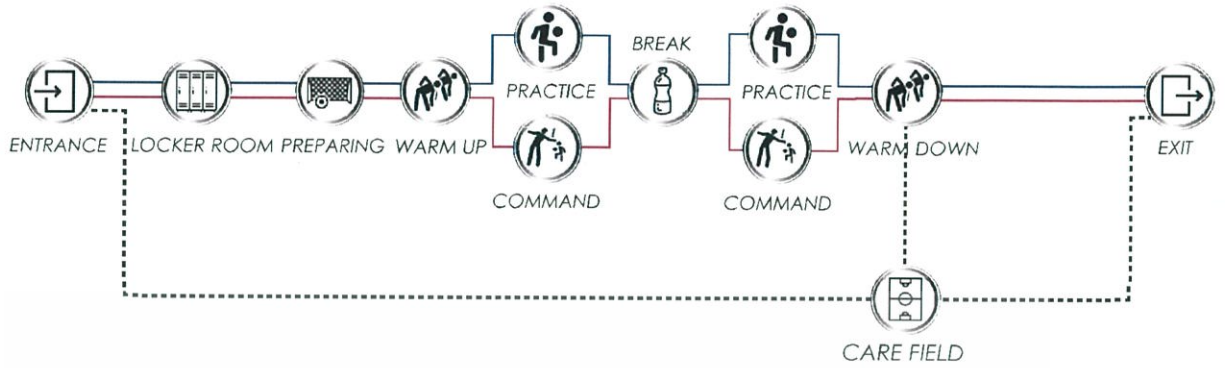 BREAK
PRACTICE
PRACTICE
ENTRANCE
LOCKER ROOM
PREPARING
WARM UP
WARM DOWN
EXIT
COMMAND
COMMAND
CARE FIELD